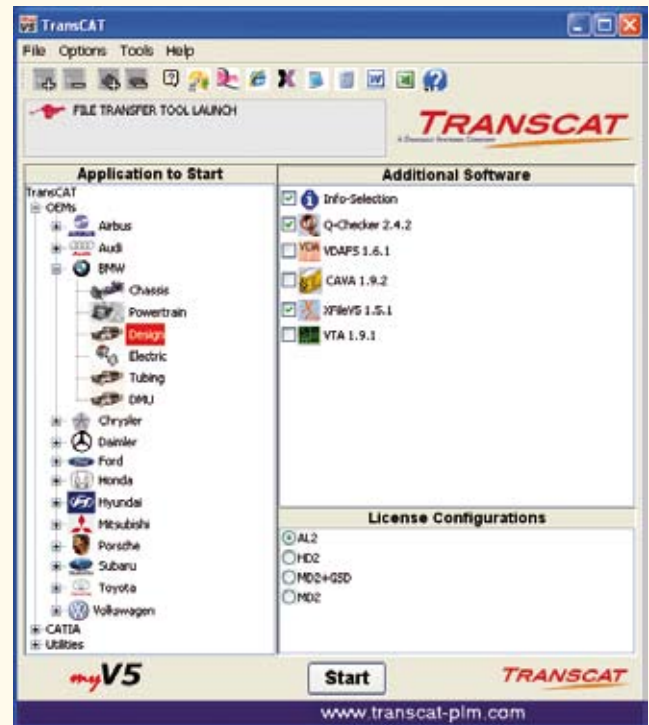 V5 TransCAT
File Options Tools Help
FILE TRANSFER TOOL LAUNCH
TRANSCAT
Application to Start
TransCAT
OEMs
Airbus
Audi
BMW
Chassis
Powertrain
Design
Electric
Tubing
DMU
Chrysler
Daimler
Ford
Honda
Hyundai
Mitsubishi
Porsche
Subaru
Toyota
Volkswagen
CATIA
Utilities
Additional Software
Info-Selection
Q-Checker 2.4.2
VDA VDAFS 1.6.1
CAVA 1.9.2
XFileV5 1.5.1
VTA 1.9.1
License Configurations
AL2
HD2
MD2+GSD
MD2
myV5
Start
TRANSCAT
www.transcat-plm.com